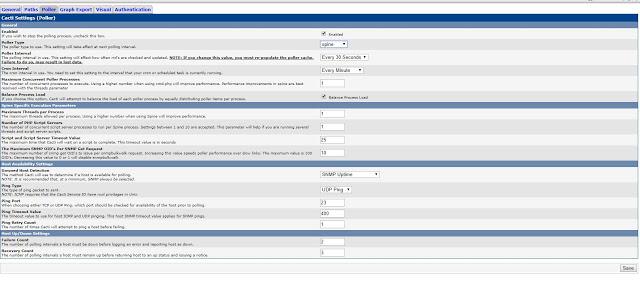 General Paths Poller Graph Export Visual Authentication
Cacti Settings (Poller)
General
Enabled
If you wish to stop the polling process, uncheck this box.
Enabled
Poller Type
The poller type to use. This setting will take effect at next polling interval.
spine
Poller Interval
The polling interval in use. This setting will effect how often rrd's are checked and updated. NOTE: If you change this value, you must re-populate the poller cache.
Failure to do so, may result in lost data.
Every 30 Seconds
Cron Interval
The cron interval in use. You need to set this setting to the interval that your cron or scheduled task is currently running.
Every Minute
Maximum Concurrent Poller Processes
The number of concurrent processes to execute. Using a higher number when using cmd.php will improve performance. Performance improvements in spine are best
resolved with the threads parameter
1
Balance Process Load
If you choose this option, Cacti will attempt to balance the load of each poller process by equally distributing poller items per process.
Balance Process Load
Spine Specific Execution Parameters
Maximum Threads per Process
The maximum threads allowed per process. Using a higher number when using Spine will improve performance.
1
Number of PHP Script Servers
The number of concurrent script server processes to run per Spine process. Settings between 1 and 10 are accepted. This parameter will help if you are running several
threads and script server scripts.
1
Script and Script Server Timeout Value
The maximum time that Cacti will wait on a script to complete. This timeout value is in seconds
25
The Maximum SNMP OID's Per SNMP Get Request
The maximum number of snmp get OID's to issue per snmpbulkwalk request. Increasing this value speeds poller performance over slow links. The maximum value is 100
OID's. Decreasing this value to 0 or 1 will disable snmpbulkwalk
10
Host Availability Settings
Downed Host Detection
The method Cacti will use to determine if a host is available for polling.
NOTE: It is recommended that, at a minimum, SNMP always be selected.
SNMP Uptime
Ping Type
The type of ping packet to sent.
NOTE: ICMP requires that the Cacti Service ID have root privileges in Unix.
UDP Ping
Ping Port
When choosing either TCP or UDP Ping, which port should be checked for availability of the host prior to polling.
23
Ping Timeout Value
The timeout value to use for host ICMP and UDP pinging. This host SNMP timeout value applies for SNMP pings.
400
Ping Retry Count
The number of times Cacti will attempt to ping a host before failing.
1
Host Up/Down Settings
Failure Count
The number of polling intervals a host must be down before logging an error and reporting host as down.
2
Recovery Count
The number of polling intervals a host must remain up before returning host to an up status and issuing a notice.
3
Save